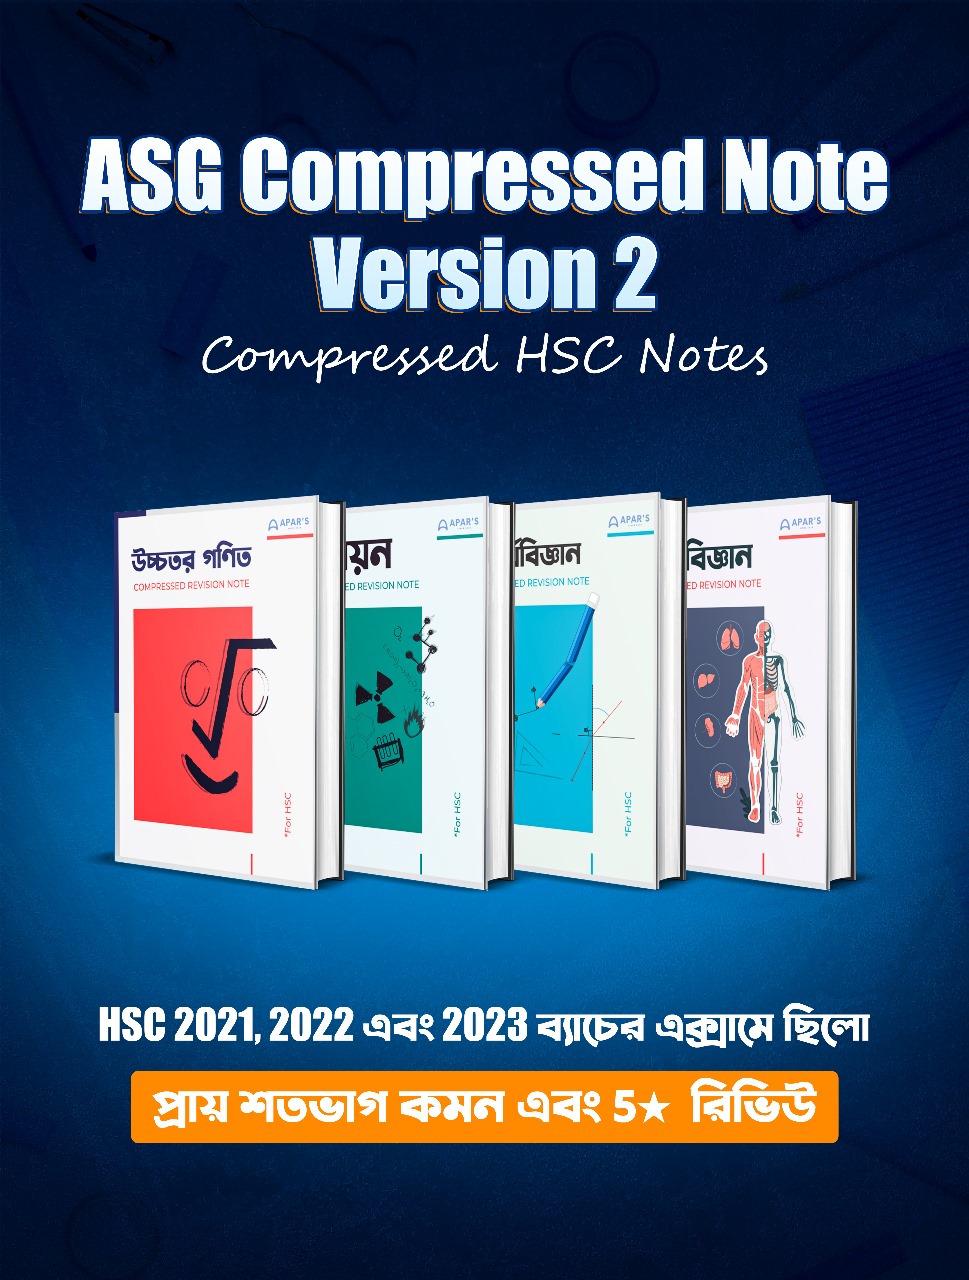 ASG Compressed Note
Version 2
Compressed HSC Notes
APAR'S
উচ্চতর গণিত
COMPRESSED REVISION NOTE
*For HSC
APAR'S
য়ন
ED REVISION NOTE
*For HSC
APAR'S
বিজ্ঞান
ED REVISION NOTE
*For HSC
APAR'S
বিজ্ঞান
ED REVISION NOTE
*For HSC
HSC 2021, 2022 এবং 2023 ব্যাচের এক্সামে ছিলো
প্রায় শতভাগ কমন এবং 5★ রিভিউ